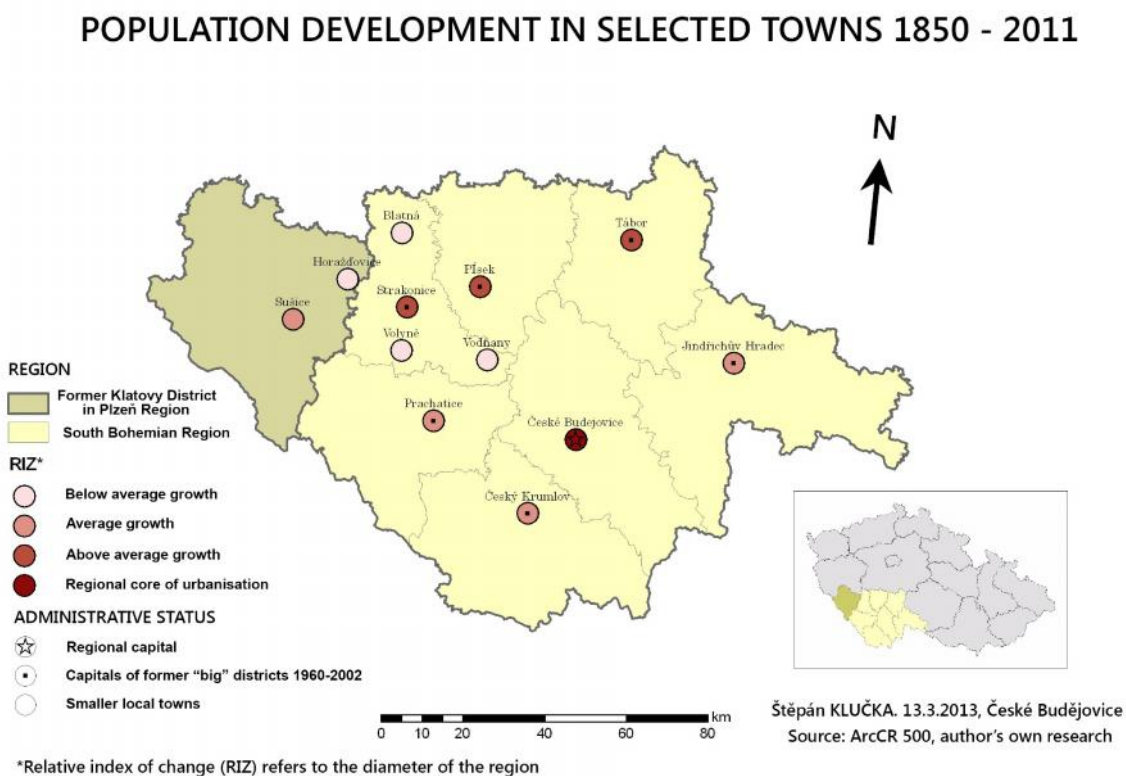 POPULATION DEVELOPMENT IN SELECTED TOWNS 1850 - 2011
N
Blatná
Tábor
Horažďovice
Písek
Strakonice
Sušice
Volyně
Vodňany
Jindřichův Hradec
Prachatice
České Budejovice
Český Krumlov
REGION
Former Klatovy District
in Plzeň Region
South Bohemian Region
RIZ*
Below average growth
Average growth
Above average growth
Regional core of urbanisation
ADMINISTRATIVE STATUS
Regional capital
Capitals of former “big” districts 1960-2002
Smaller local towns
km
0 10 20 40 60 80
Štěpán KLUČKA. 13.3.2013, České Budějovice
Source: ArcCR 500, author's own research
*Relative index of change (RIZ) refers to the diameter of the region